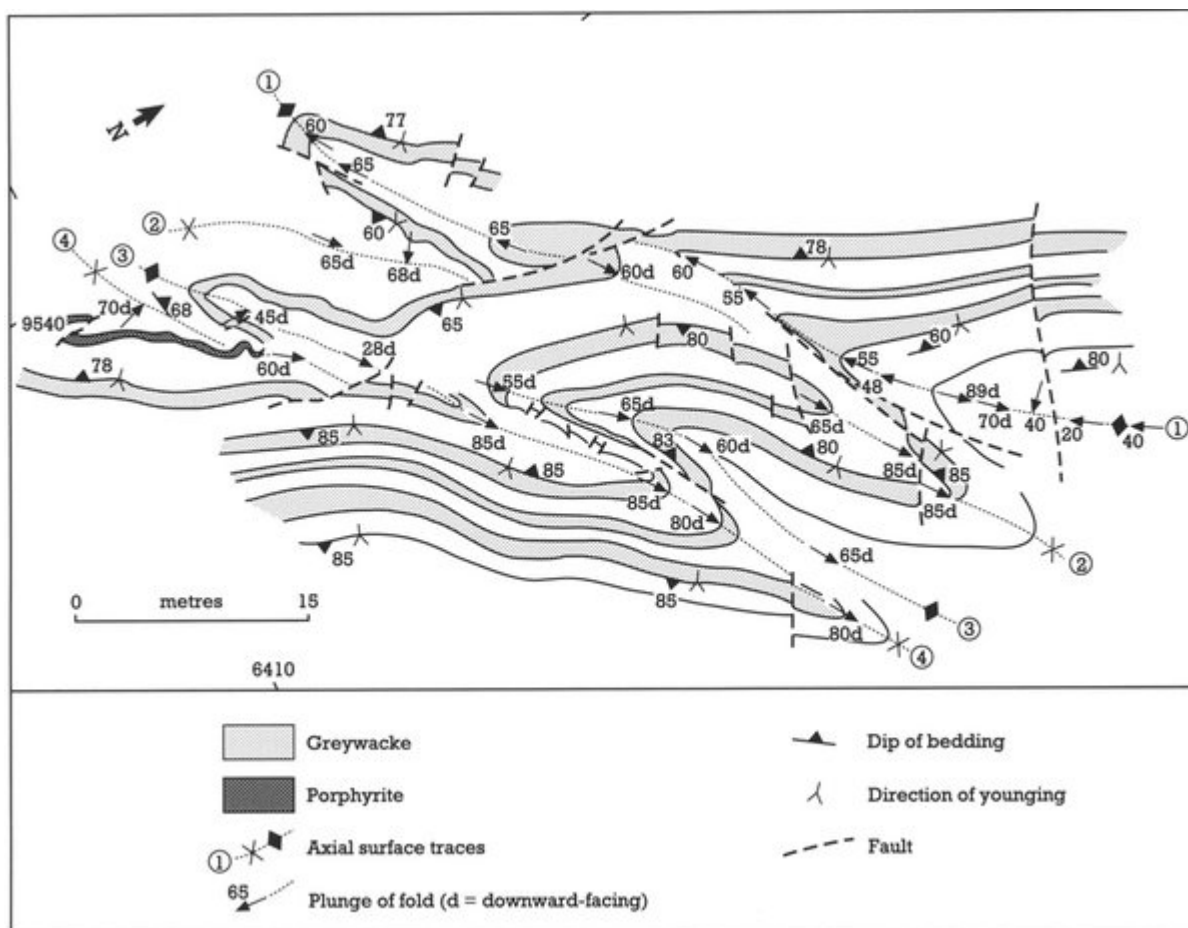 ①
60
77
N
65
②
60
65
78
④
③
65d
68d
60d
60
70d
68
45d
55
9540
65
80
60
78
60d
28d
55
80
55d
48
89d
①
65d
65d
70d
40
20
40
85
85d
83
60d
80
85d
85
85
85d
85d
80d
②
85
65d
85
0 metres 15
80d
③
④
6410
Greywacke
Dip of bedding
Porphyrite
Direction of younging
① Axial surface traces
Fault
65
Plunge of fold (d = downward-facing)